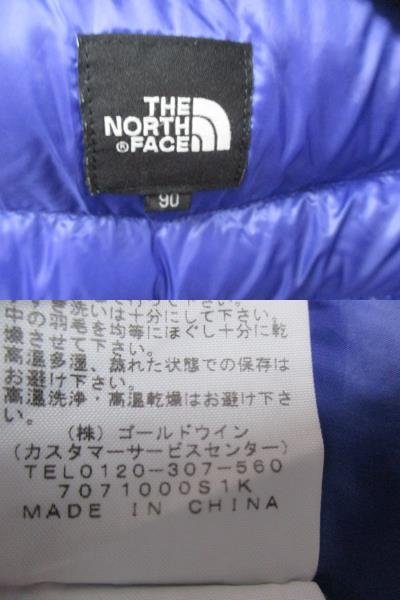 THE
NORTH
®FACE
90
中の羽毛を均等にほぐし十分に乾
燥させて下さい。
高温多湿、蒸れた状態での保存は
お避け下さい。
高温洗浄・高温乾燥はお避け下さ
い。
(株)ゴールドウイン
(カスタマーサービスセンター)
TEL0120-307-560
7071000S1K
MADE IN CHINA